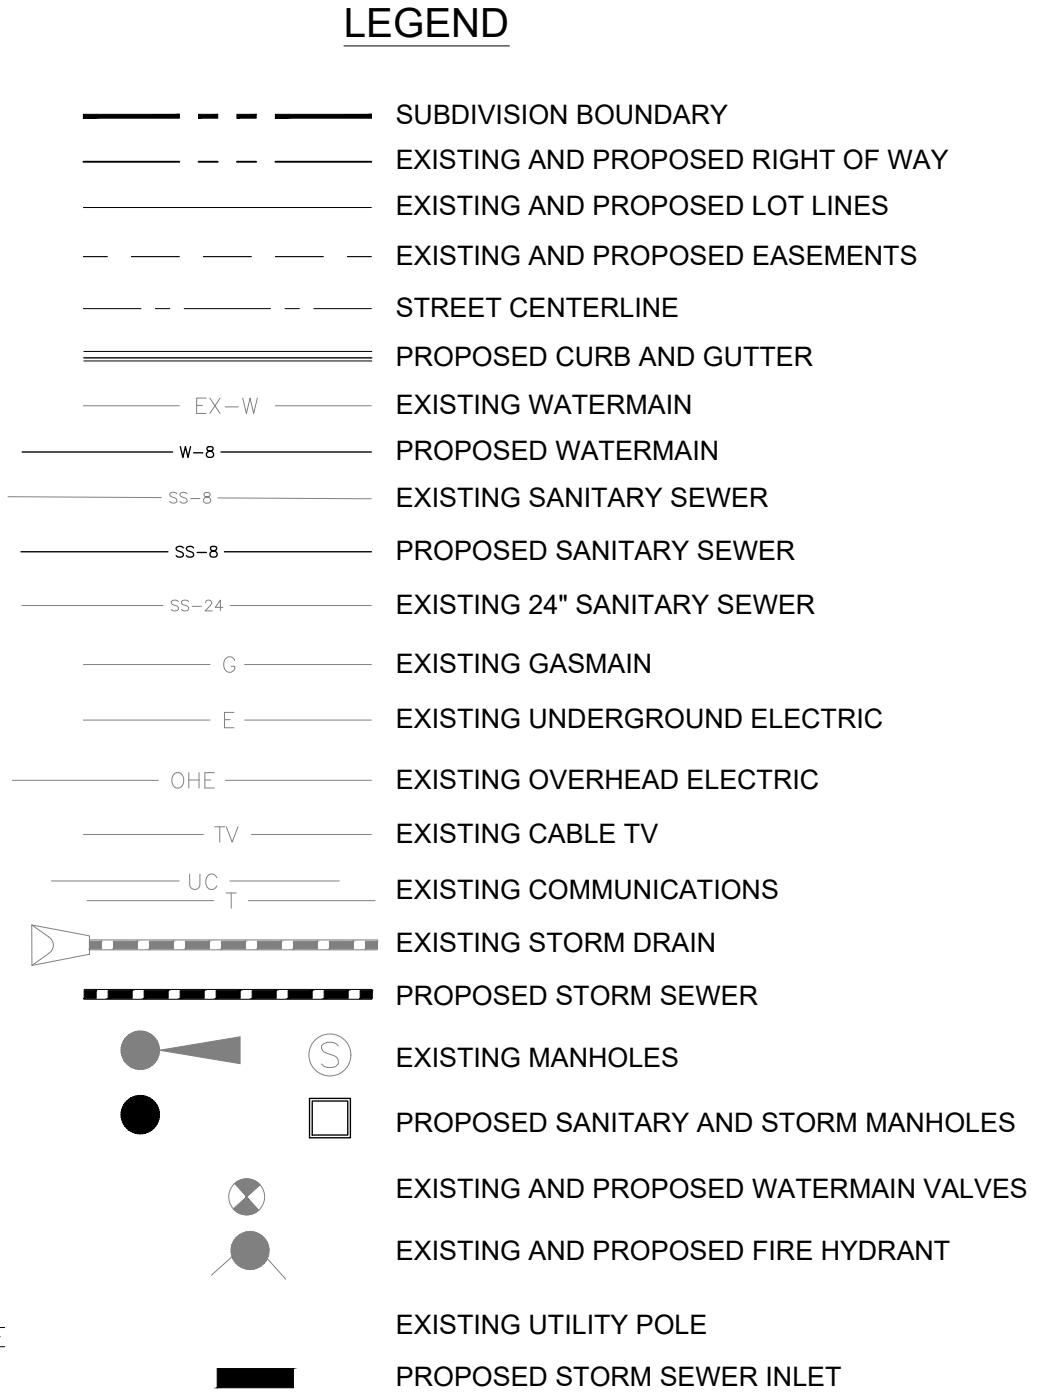 LEGEND
SUBDIVISION BOUNDARY
EXISTING AND PROPOSED RIGHT OF WAY
EXISTING AND PROPOSED LOT LINES
EXISTING AND PROPOSED EASEMENTS
STREET CENTERLINE
PROPOSED CURB AND GUTTER
EX-W EXISTING WATERMAIN
W-8 PROPOSED WATERMAIN
SS-8 EXISTING SANITARY SEWER
SS-8 PROPOSED SANITARY SEWER
SS-24 EXISTING 24" SANITARY SEWER
G EXISTING GASMAIN
E EXISTING UNDERGROUND ELECTRIC
OHE EXISTING OVERHEAD ELECTRIC
TV EXISTING CABLE TV
UC
T EXISTING COMMUNICATIONS
EXISTING STORM DRAIN
PROPOSED STORM SEWER
S EXISTING MANHOLES
PROPOSED SANITARY AND STORM MANHOLES
EXISTING AND PROPOSED WATERMAIN VALVES
EXISTING AND PROPOSED FIRE HYDRANT
EXISTING UTILITY POLE
PROPOSED STORM SEWER INLET